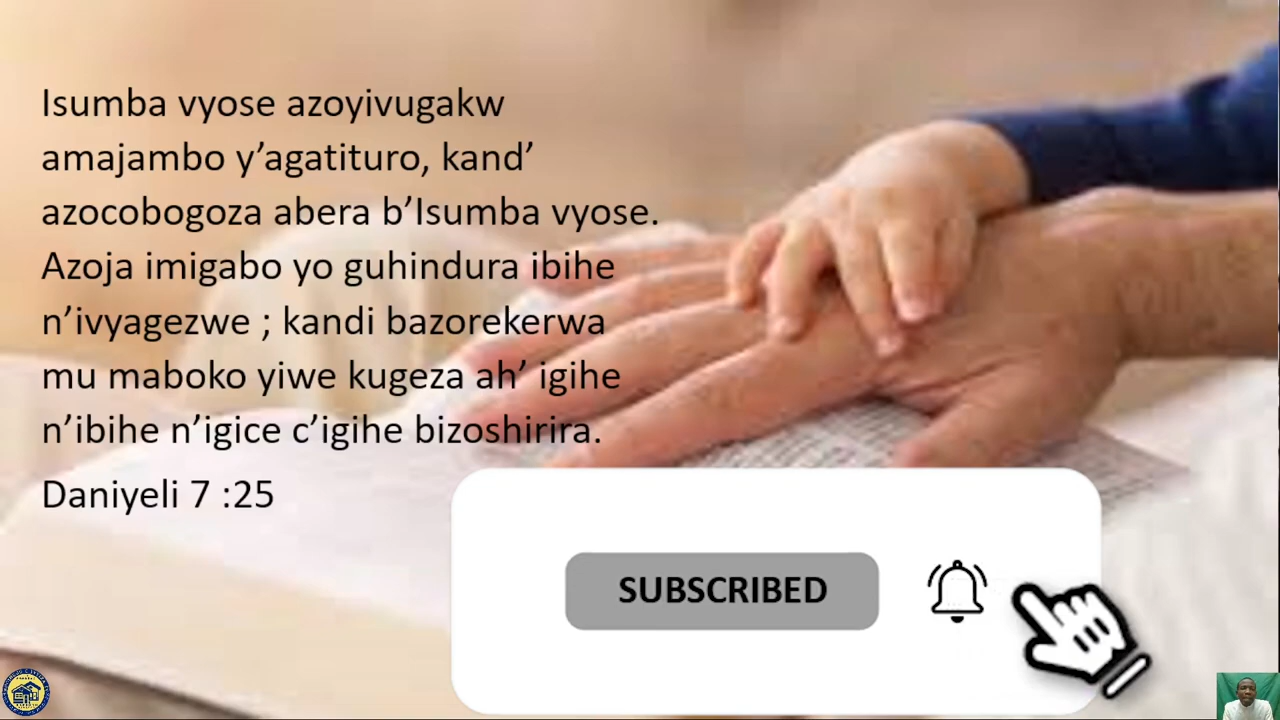 Isumba vyose azoyivugakw
amajambo y’agatituro, kand’
azocobogoza abera b’Isumba vyose.
Azoja imigabo yo guhindura ibihe
n’ivyagezwe ; kandi bazorekerwa
mu maboko yiwe kugeza ah’ igihe
n’ibihe n’igice c’igihe bizoshirira.
Daniyeli 7 :25
SUBSCRIBED